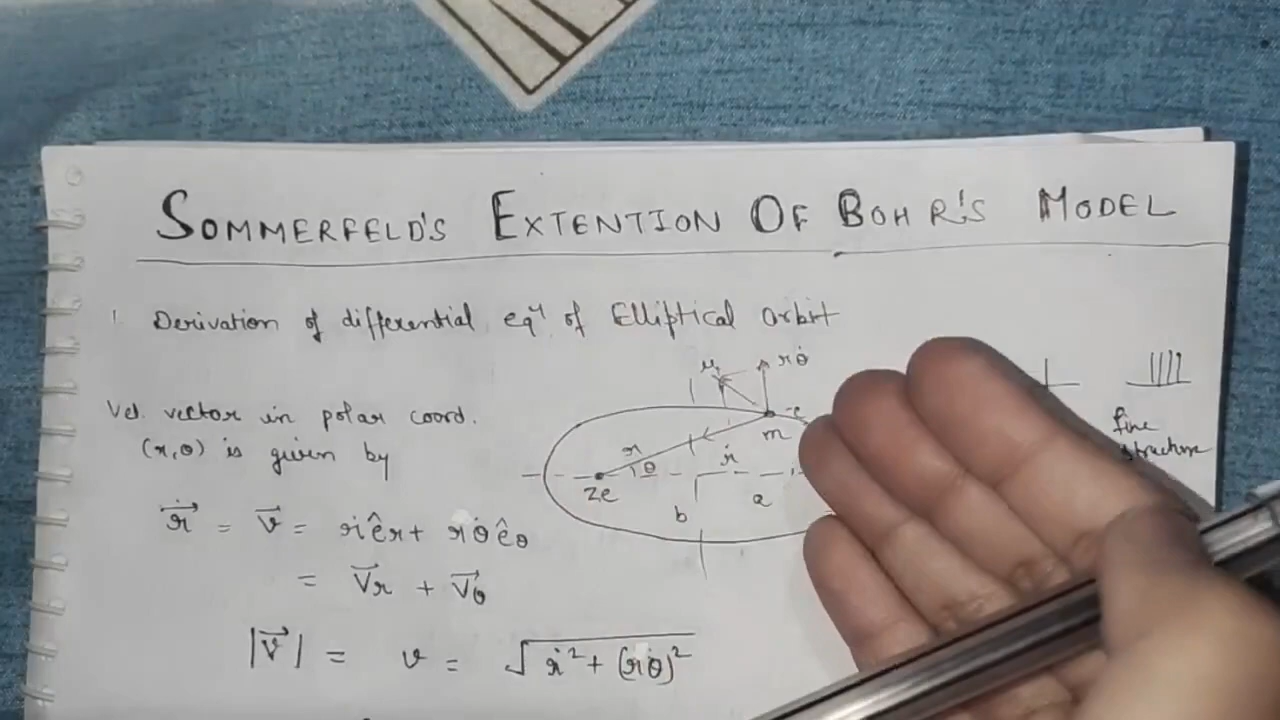 SOMMERFELD'S EXTENTION OF BOHR'S MODEL
1 Derivation of differential eqⁿ of Elliptical orbit
Vel. vector in polar coord.
(r,θ) is given by
r⃗̇ = v⃗ = ṙêr + rθ̇êθ
= v⃗r + v⃗θ
|v⃗| = v = √(ṙ² + (rθ̇)²)
rθ̇
-e
m
r
θ
ṙ
Ze
b
a
fine
structure